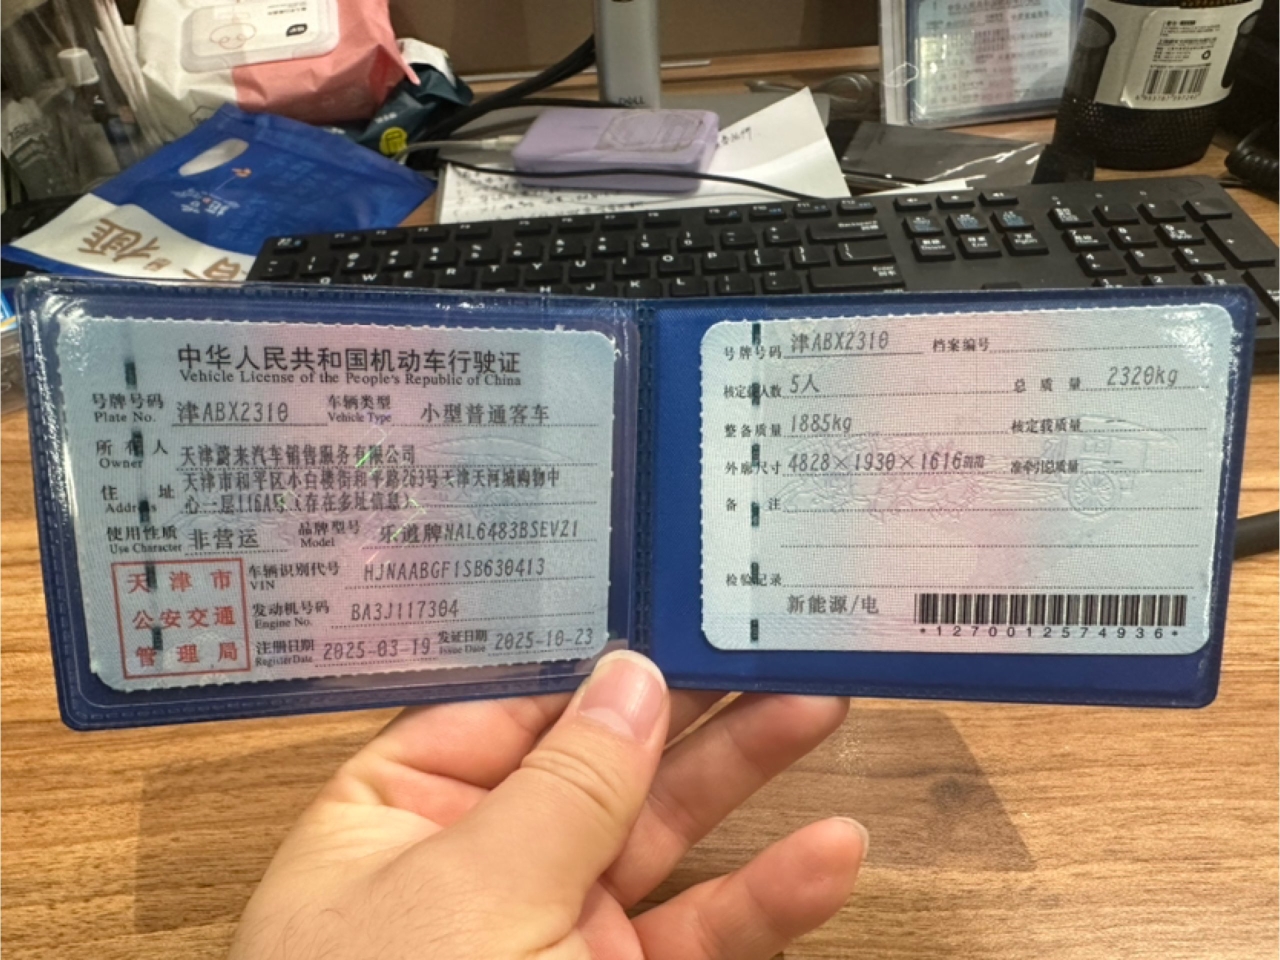 中华人民共和国机动车行驶证
Vehicle License of the People's Republic of China
号牌号码 Plate No. 津ABX2310 车辆类型 Vehicle Type 小型普通客车
所有人 Owner 天津蔚来汽车销售服务有限公司
住址 Address 天津市和平区小白楼街和平路263号天津天河城购物中
心一层116A号（存在多址信息）
使用性质 Use Character 非营运 品牌型号 Model 乐道牌HAL6483BSEV21
天津市
公安交通
管理局
车辆识别代号 VIN HJNAABGF1SB630413
发动机号码 Engine No. BA3J117304
注册日期 Register Date 2025-03-19 发证日期 Issue Date 2025-10-23
号牌号码 津ABX2310 档案编号
核定载人数 5人 总质量 2320kg
整备质量 1885kg 核定载质量
外廓尺寸 4828×1930×1616mm 准牵引总质量
备注
检验记录
新能源/电
*1270012574936*
DELL